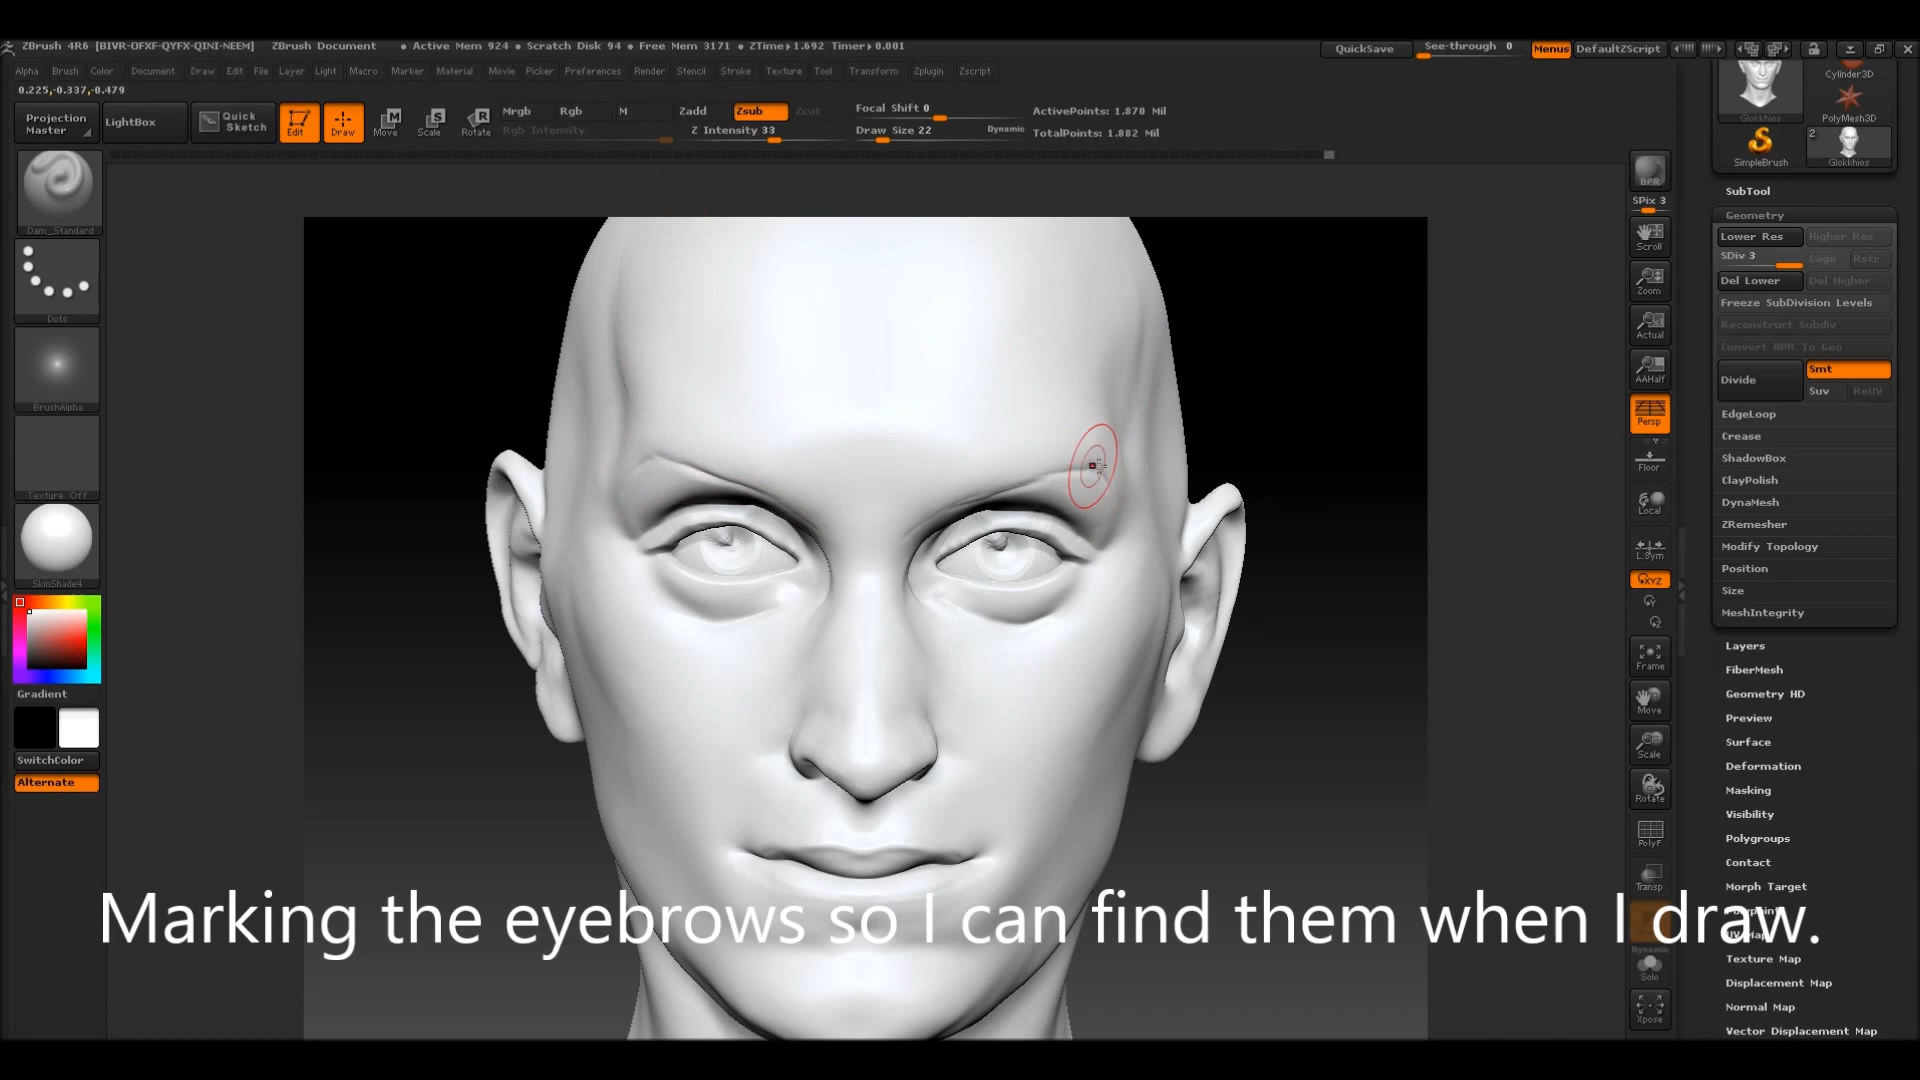 ZBrush 4R6 [BIVR-OFXF-QYFX-QINI-NEEM] ZBrush Document • Active Mem 924 • Scratch Disk 94 • Free Mem 3171 • ZTime▸1.692 Timer▸0.001
QuickSave See-through 0 Menus DefaultZScript
Alpha Brush Color Document Draw Edit File Layer Light Macro Marker Material Movie Picker Preferences Render Stencil Stroke Texture Tool Transform Zplugin Zscript
0.225,-0.337,-0.479
Projection Master
LightBox
Quick Sketch
Edit
Draw
Move
Scale
Rotate
Mrgb Rgb M
Rgb Intensity
Zadd Zsub Zcut
Z Intensity 33
Focal Shift 0
Draw Size 22
Dynamic
ActivePoints: 1.870 Mil
TotalPoints: 1.882 Mil
Dam_Standard
Dots
BrushAlpha
Texture Off
SkinShade4
Gradient
SwitchColor
Alternate
BPR
SPix 3
Scroll
Zoom
Actual
AAHalf
Persp
Floor
Local
L.Sym
XYZ
Frame
Move
Scale
Rotate
PolyF
Transp
Dynamic
Solo
Xpose
Glokkhios
Cylinder3D
PolyMesh3D
SimpleBrush
2
Glokkhios
SubTool
Geometry
Lower Res Higher Res
SDiv 3 Cage Rstr
Del Lower Del Higher
Freeze SubDivision Levels
Reconstruct Subdiv
Convert BPR To Geo
Divide
Smt
Suv ReUV
EdgeLoop
Crease
ShadowBox
ClayPolish
DynaMesh
ZRemesher
Modify Topology
Position
Size
MeshIntegrity
Layers
FiberMesh
Geometry HD
Preview
Surface
Deformation
Masking
Visibility
Polygroups
Contact
Morph Target
Polypaint
UV Map
Texture Map
Displacement Map
Normal Map
Vector Displacement Map
Marking the eyebrows so I can find them when I draw.